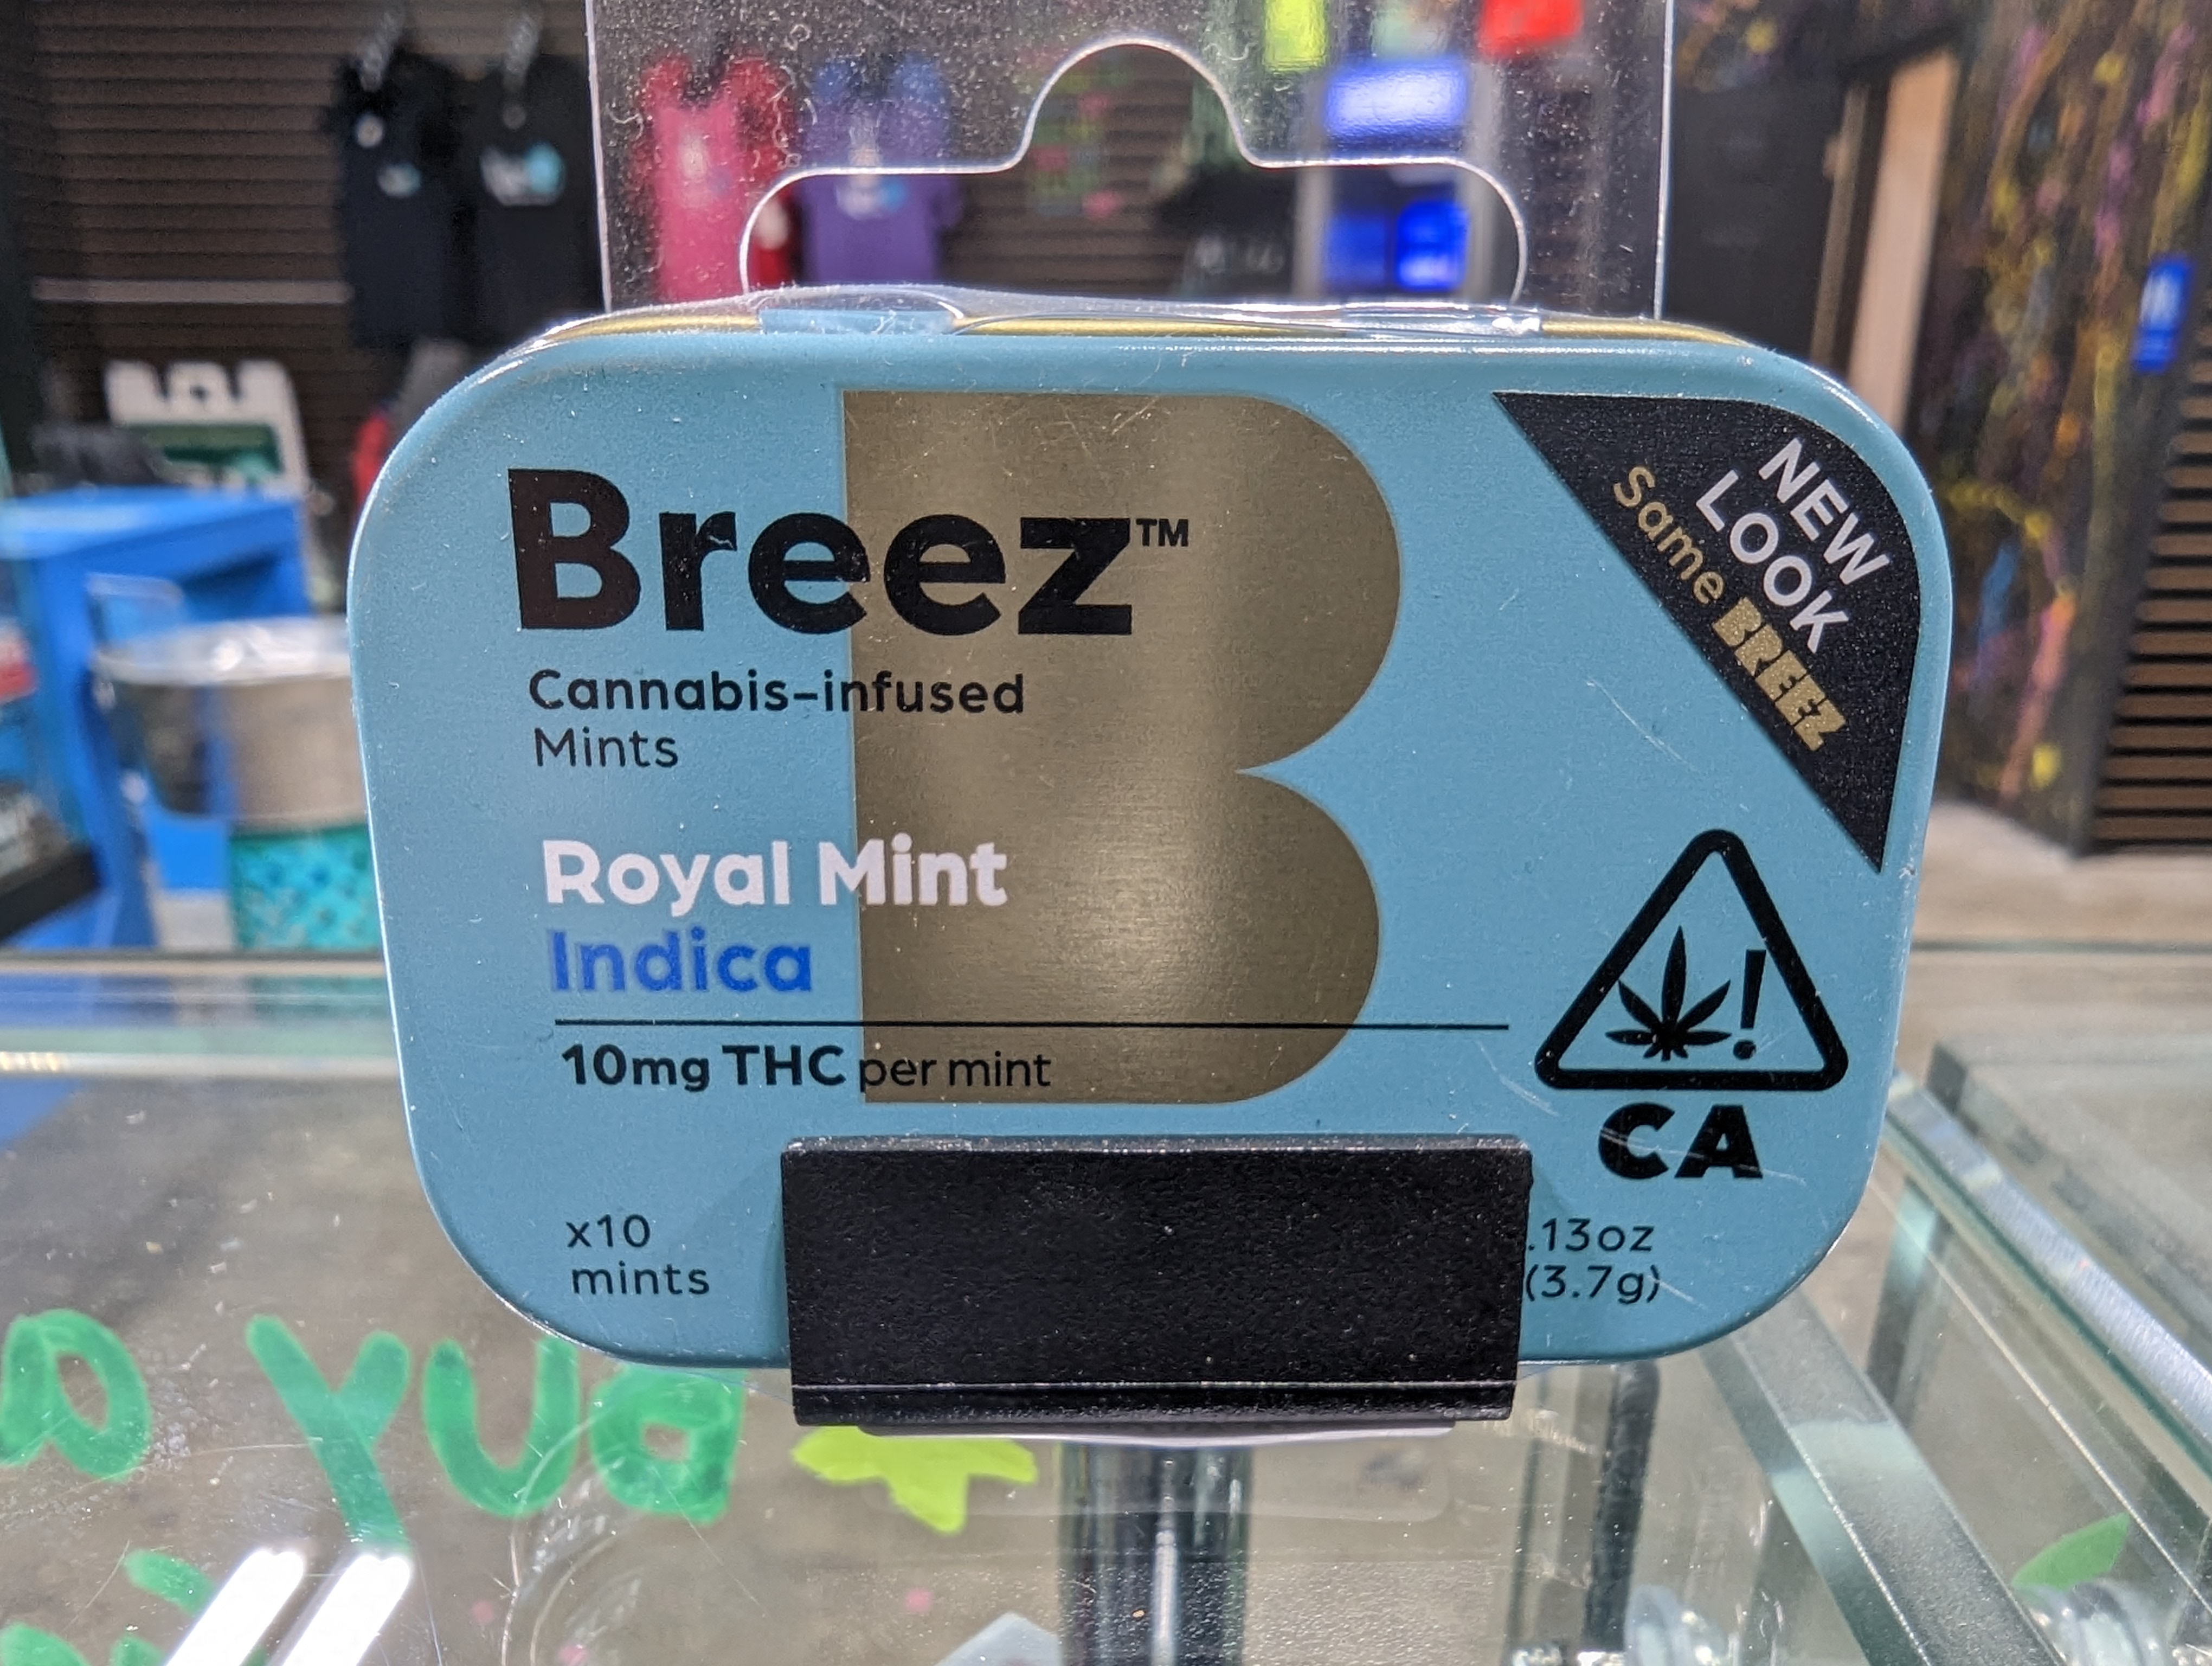 Breez™
Cannabis-infused
Mints
Royal Mint
Indica
10mg THC per mint
x10
mints
NEW
LOOK
Same BREEZ
CA
.13oz
(3.7g)